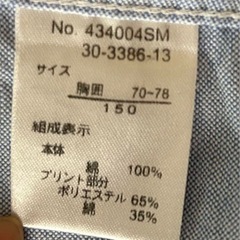 No. 434004SM
30-3386-13
サイズ
胸囲 70~78
150
組成表示
本体
綿 100%
プリント部分
ポリエステル 65%
綿 35%